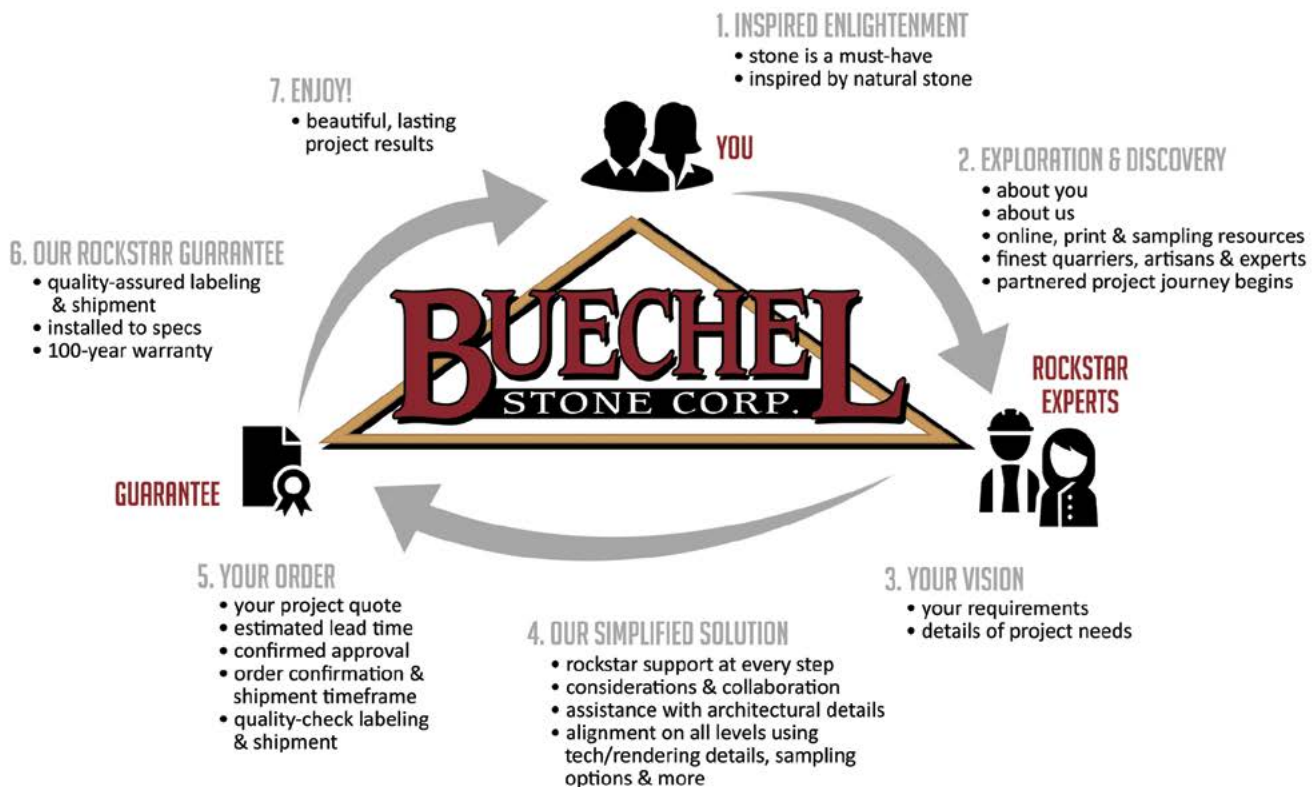 1. INSPIRED ENLIGHTENMENT
• stone is a must-have
• inspired by natural stone
YOU
2. EXPLORATION & DISCOVERY
• about you
• about us
• online, print & sampling resources
• finest quarriers, artisans & experts
• partnered project journey begins
ROCKSTAR
EXPERTS
3. YOUR VISION
• your requirements
• details of project needs
4. OUR SIMPLIFIED SOLUTION
• rockstar support at every step
• considerations & collaboration
• assistance with architectural details
• alignment on all levels using
tech/rendering details, sampling
options & more
5. YOUR ORDER
• your project quote
• estimated lead time
• confirmed approval
• order confirmation &
shipment timeframe
• quality-check labeling
& shipment
GUARANTEE
6. OUR ROCKSTAR GUARANTEE
• quality-assured labeling
& shipment
• installed to specs
• 100-year warranty
7. ENJOY!
• beautiful, lasting
project results
BUECHEL
STONE CORP.